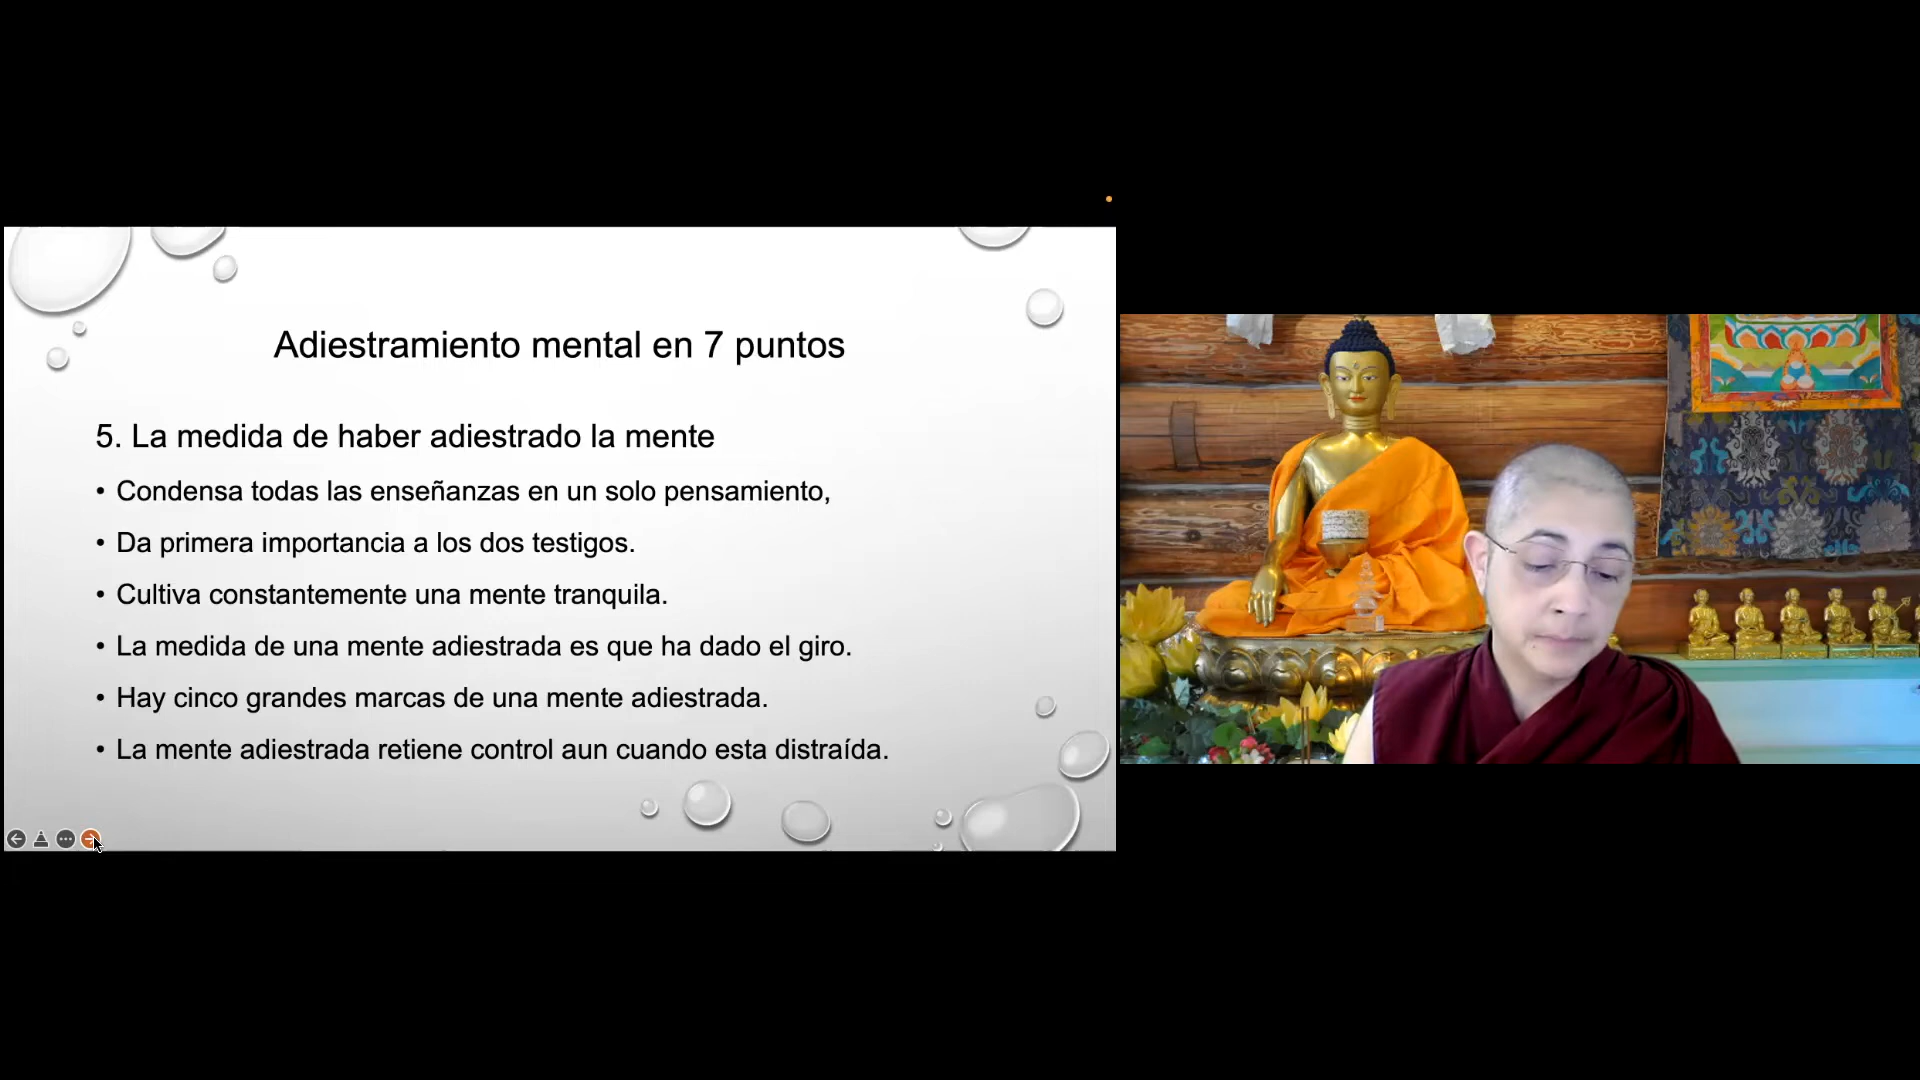 Adiestramiento mental en 7 puntos
5. La medida de haber adiestrado la mente
• Condensa todas las enseñanzas en un solo pensamiento,
• Da primera importancia a los dos testigos.
• Cultiva constantemente una mente tranquila.
• La medida de una mente adiestrada es que ha dado el giro.
• Hay cinco grandes marcas de una mente adiestrada.
• La mente adiestrada retiene control aun cuando esta distraída.